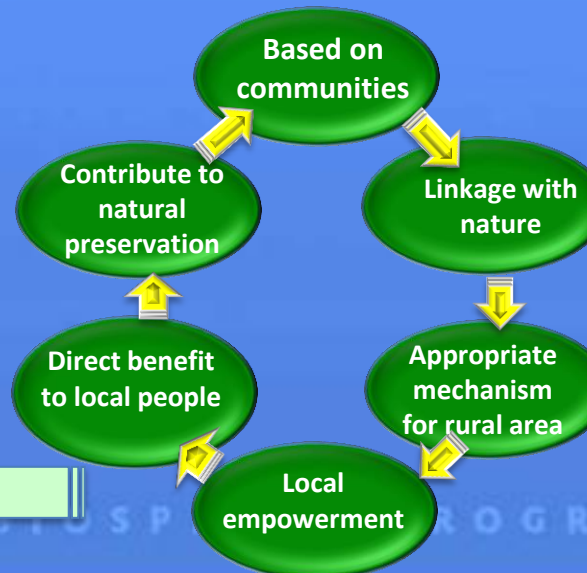 Based on
communities
Linkage with
nature
Appropriate
mechanism
for rural area
Local
empowerment
Direct benefit
to local people
Contribute to
natural
preservation